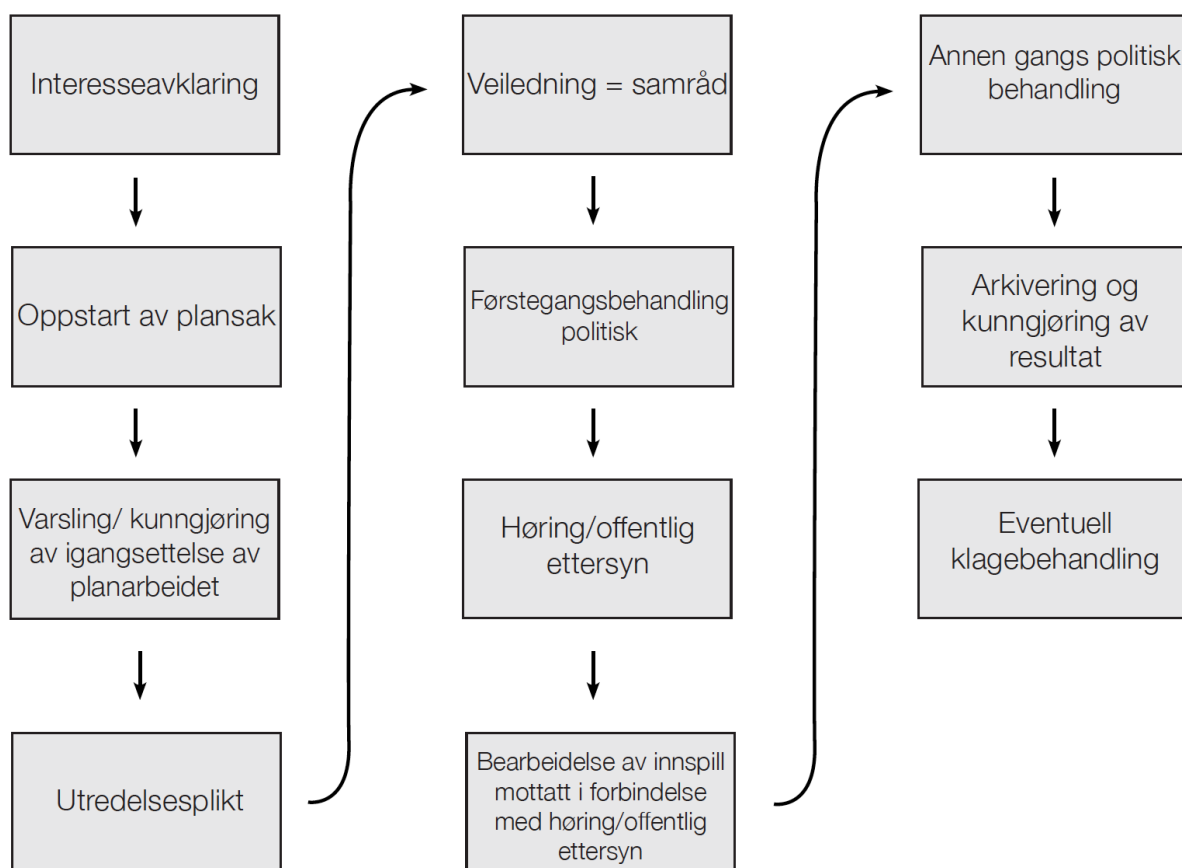 Interesseavklaring
Oppstart av plansak
Varsling/ kunngjøring
av igangsettelse av
planarbeidet
Utredelsesplikt
Veiledning = samråd
Førstegangsbehandling
politisk
Høring/offentlig
ettersyn
Bearbeidelse av innspill
mottatt i forbindelse
med høring/offentlig
ettersyn
Annen gangs politisk
behandling
Arkivering og
kunngjøring av
resultat
Eventuell
klagebehandling